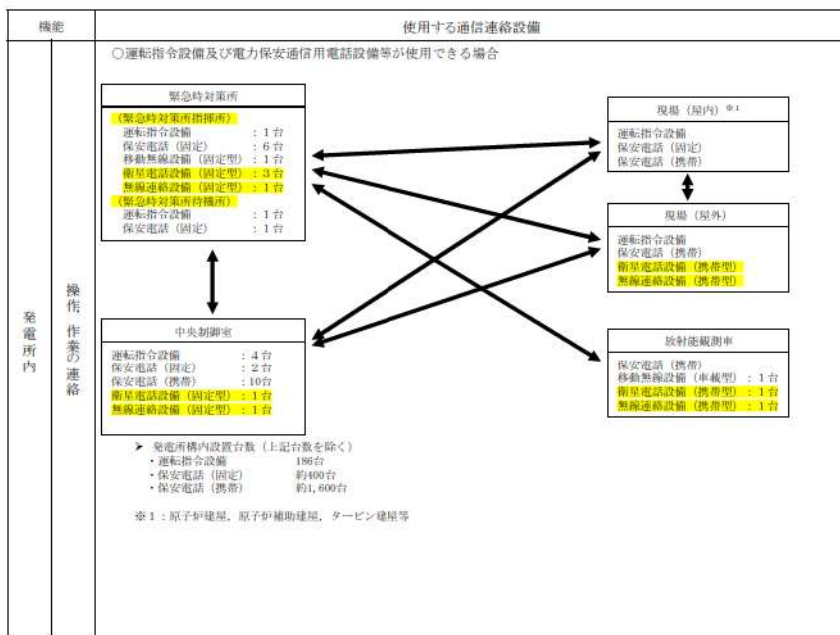 機能
使用する通信連絡設備
発電所内
操作,作業の連絡
○運転指令設備及び電力保安通信用電話設備等が使用できる場合
緊急時対策所
(緊急時対策所指揮所)
運転指令設備 :1台
保安電話(固定) :6台
移動無線設備(固定型):1台
衛星電話設備(固定型):3台
無線連絡設備(固定型):1台
(緊急時対策所待機所)
運転指令設備 :1台
保安電話(固定) :1台
中央制御室
運転指令設備 :4台
保安電話(固定) :2台
保安電話(携帯) :10台
衛星電話設備(固定型):1台
無線連絡設備(固定型):1台
現場(屋内)※1
運転指令設備
保安電話(固定)
保安電話(携帯)
現場(屋外)
運転指令設備
保安電話(携帯)
衛星電話設備(携帯型)
無線連絡設備(携帯型)
放射能観測車
保安電話(携帯)
移動無線設備(車載型):1台
衛星電話設備(携帯型):1台
無線連絡設備(携帯型):1台
➤ 発電所構内設置台数(上記台数を除く)
・運転指令設備 186台
・保安電話(固定) 約400台
・保安電話(携帯) 約1,600台
※1:原子炉建屋,原子炉補助建屋,タービン建屋等